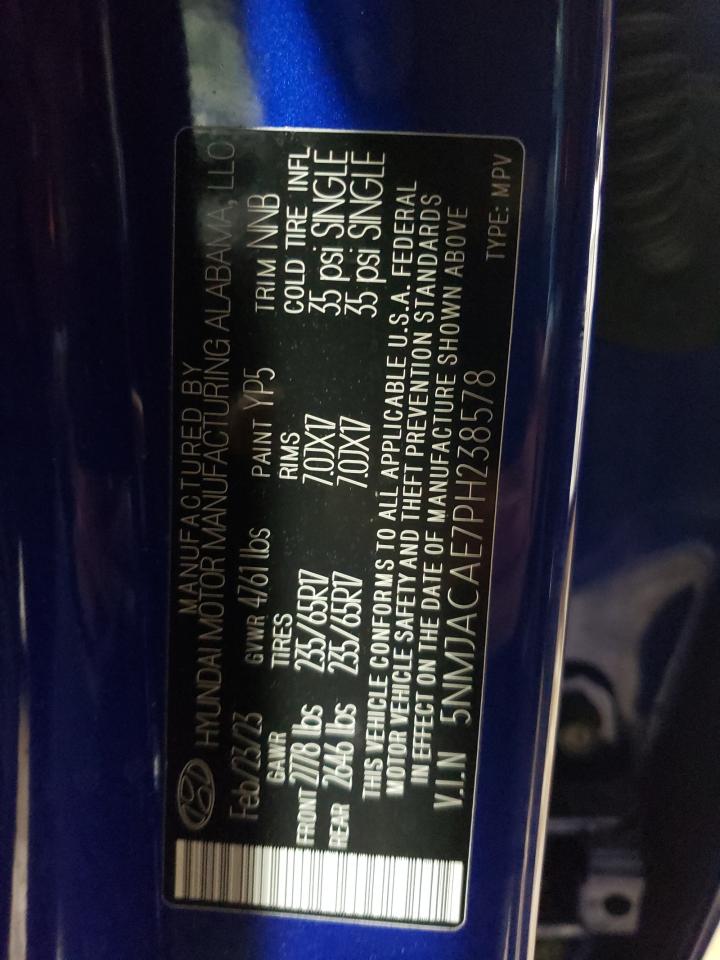 MANUFACTURED BY
HYUNDAI MOTOR MANUFACTURING ALABAMA, LLC
Feb/23/23 GVWR 4761 lbs PAINT YP5 TRIM NNB
GAWR TIRES RIMS COLD TIRE INFL
FRONT 2778 lbs 235/65R17 7.0JX17 35 psi SINGLE
REAR 2646 lbs 235/65R17 7.0JX17 35 psi SINGLE
THIS VEHICLE CONFORMS TO ALL APPLICABLE U.S.A. FEDERAL
MOTOR VEHICLE SAFETY AND THEFT PREVENTION STANDARDS
IN EFFECT ON THE DATE OF MANUFACTURE SHOWN ABOVE
V.I.N 5NMJACAE7PH238578 TYPE: MPV